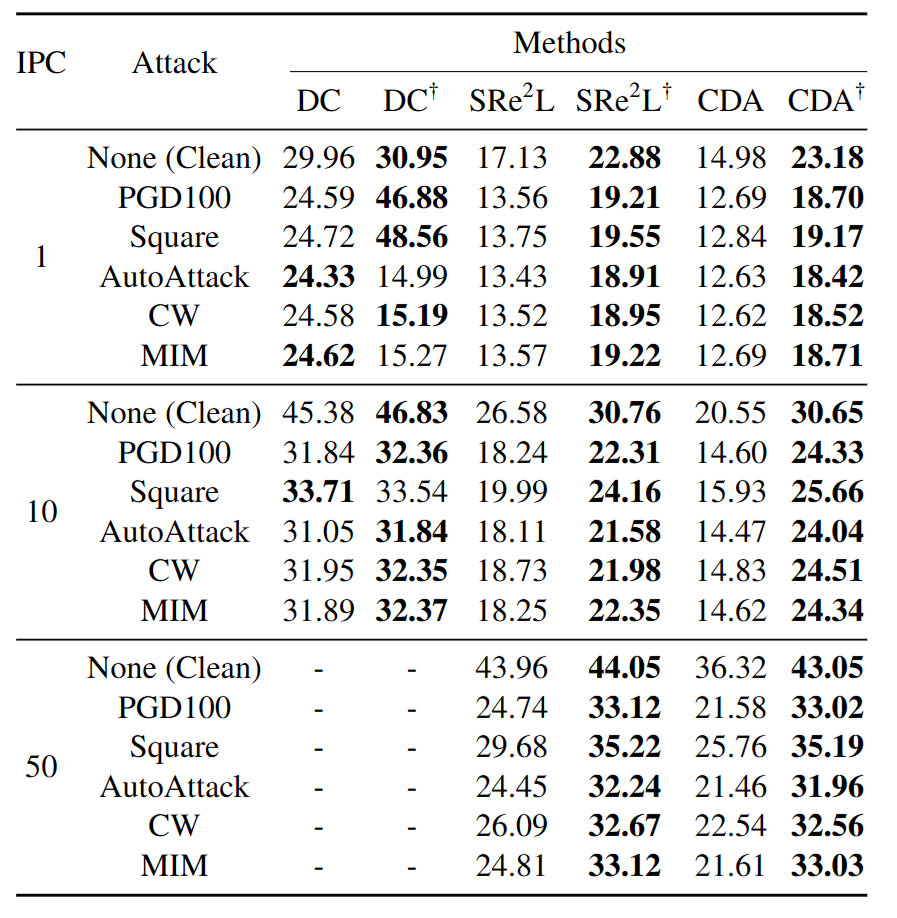 IPC Attack Methods
DC DC† SRe²L SRe²L† CDA CDA†
1
None (Clean) 29.96 30.95 17.13 22.88 14.98 23.18
PGD100 24.59 46.88 13.56 19.21 12.69 18.70
Square 24.72 48.56 13.75 19.55 12.84 19.17
AutoAttack 24.33 14.99 13.43 18.91 12.63 18.42
CW 24.58 15.19 13.52 18.95 12.62 18.52
MIM 24.62 15.27 13.57 19.22 12.69 18.71
10
None (Clean) 45.38 46.83 26.58 30.76 20.55 30.65
PGD100 31.84 32.36 18.24 22.31 14.60 24.33
Square 33.71 33.54 19.99 24.16 15.93 25.66
AutoAttack 31.05 31.84 18.11 21.58 14.47 24.04
CW 31.95 32.35 18.73 21.98 14.83 24.51
MIM 31.89 32.37 18.25 22.35 14.62 24.34
50
None (Clean) - - 43.96 44.05 36.32 43.05
PGD100 - - 24.74 33.12 21.58 33.02
Square - - 29.68 35.22 25.76 35.19
AutoAttack - - 24.45 32.24 21.46 31.96
CW - - 26.09 32.67 22.54 32.56
MIM - - 24.81 33.12 21.61 33.03